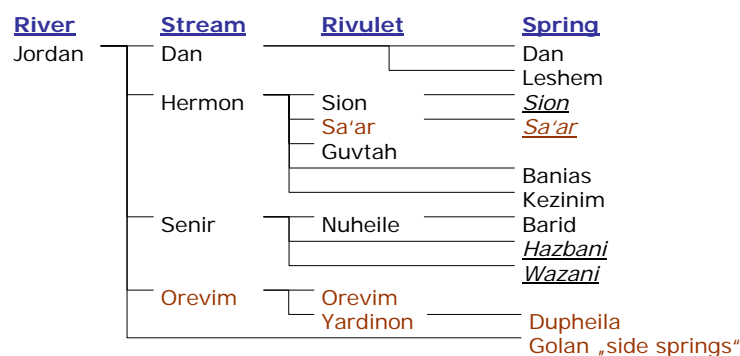 River Stream Rivulet Spring
Jordan Dan Dan
Leshem
Hermon Sion Sion
Sa'ar Sa'ar
Guvtah
Banias
Kezinim
Senir Nuheile Barid
Hazbani
Wazani
Orevim Orevim
Yardinon Dupheila
Golan „side springs“